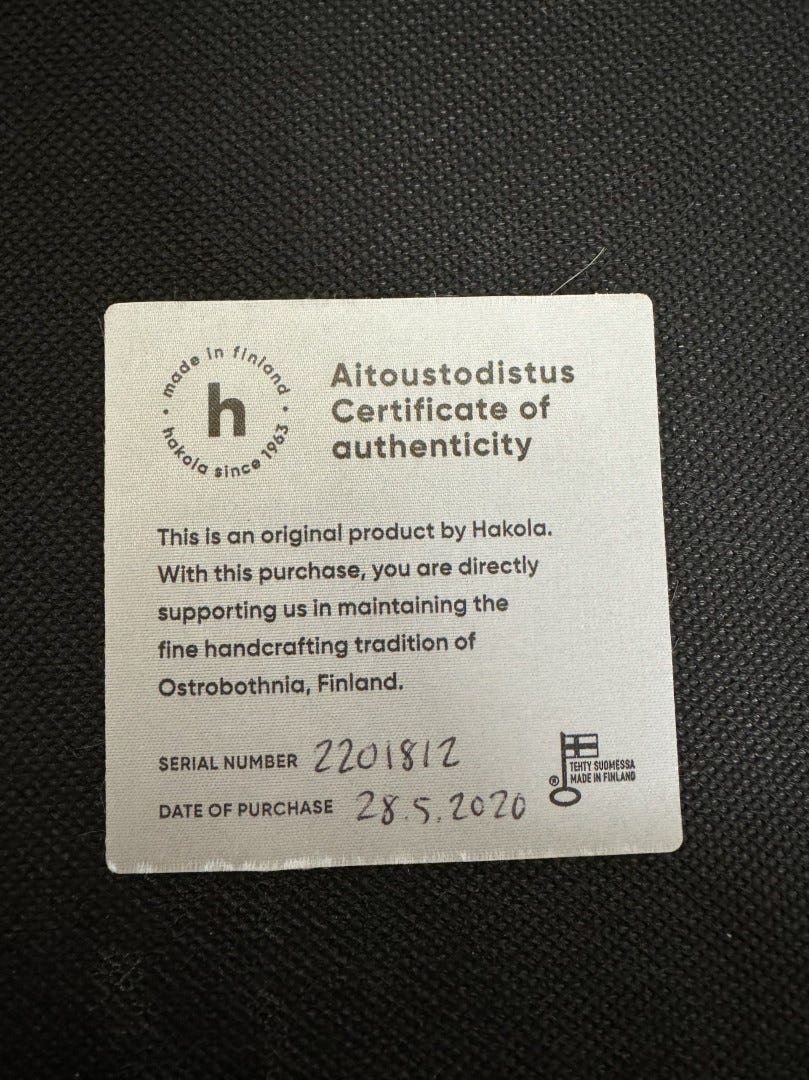 made in finland
h
hakola since 1963
Aitoustodistus
Certificate of
authenticity
This is an original product by Hakola.
With this purchase, you are directly
supporting us in maintaining the
fine handcrafting tradition of
Ostrobothnia, Finland.
SERIAL NUMBER 2201812
DATE OF PURCHASE 28.5.2020
TEHTY SUOMESSA
® MADE IN FINLAND